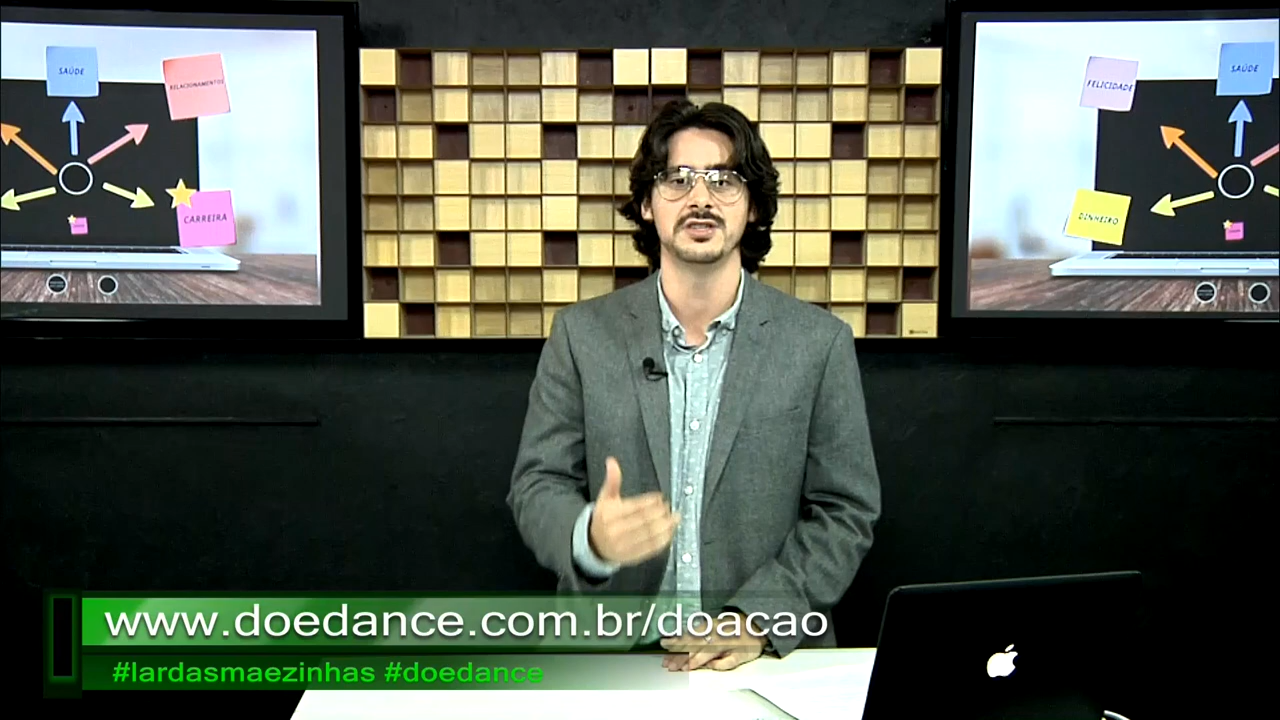 SAÚDE
RELACIONAMENTOS
CARREIRA
FELICIDADE
SAÚDE
DINHEIRO
www.doedance.com.br/doacao
#lardasmaezinhas #doedance